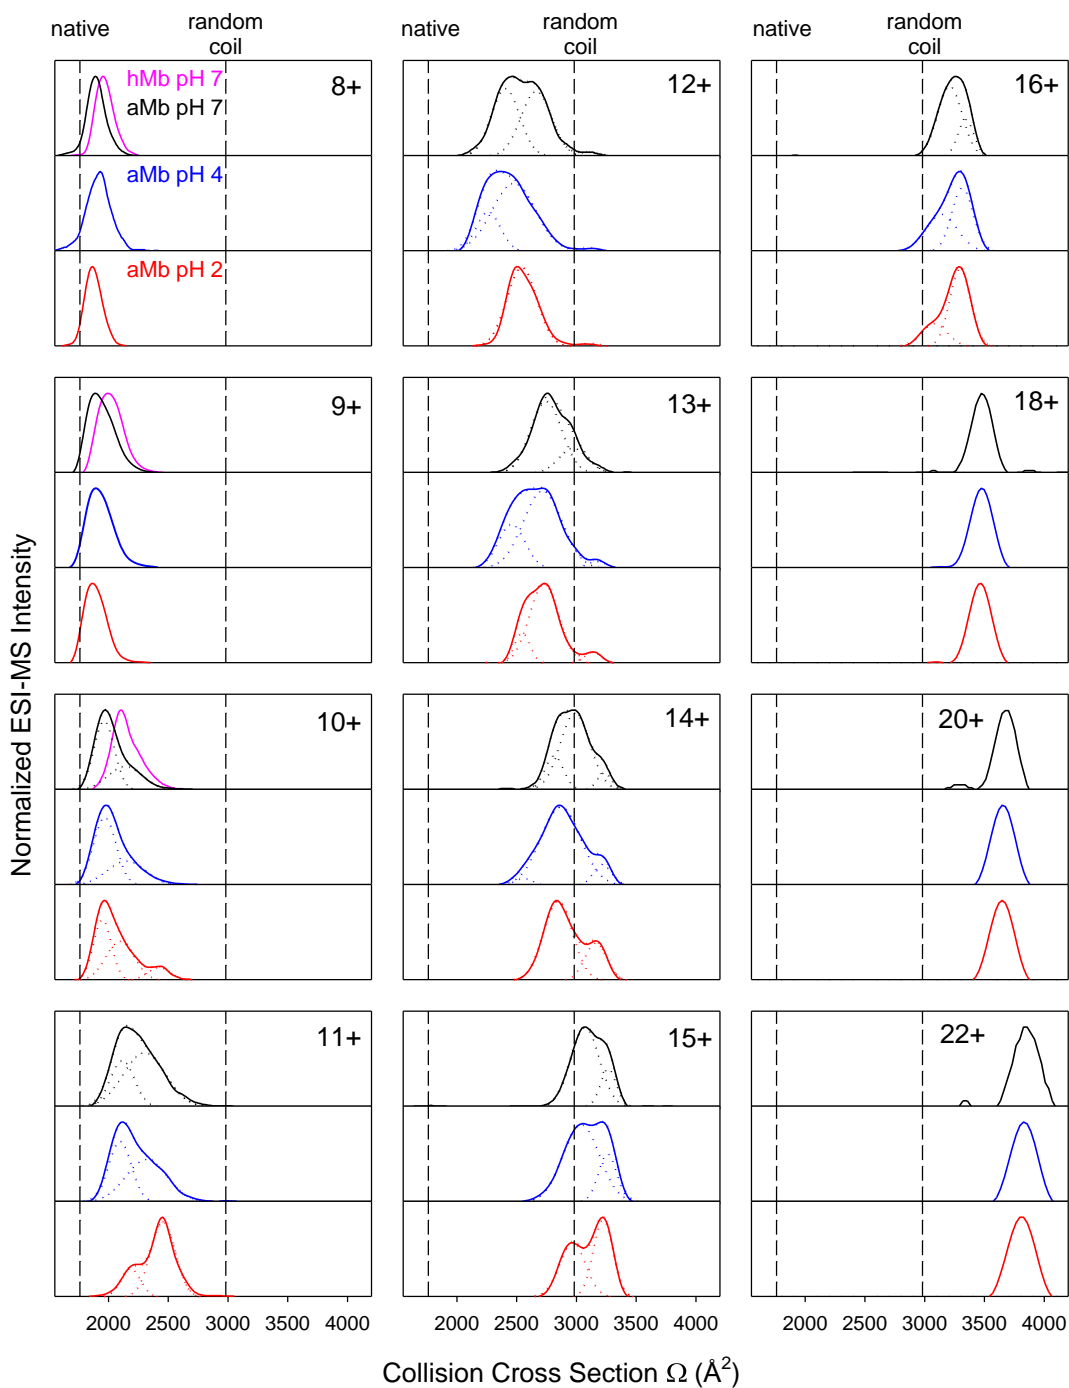 native
random
coil
native
random
coil
native
random
coil
hMb pH 7
aMb pH 7
8+
aMb pH 4
aMb pH 2
12+
16+
9+
13+
18+
10+
14+
20+
11+
15+
22+
Normalized ESI-MS Intensity
2000 2500 3000 3500 4000
2000 2500 3000 3500 4000
2000 2500 3000 3500 4000
Collision Cross Section Ω (Å²)